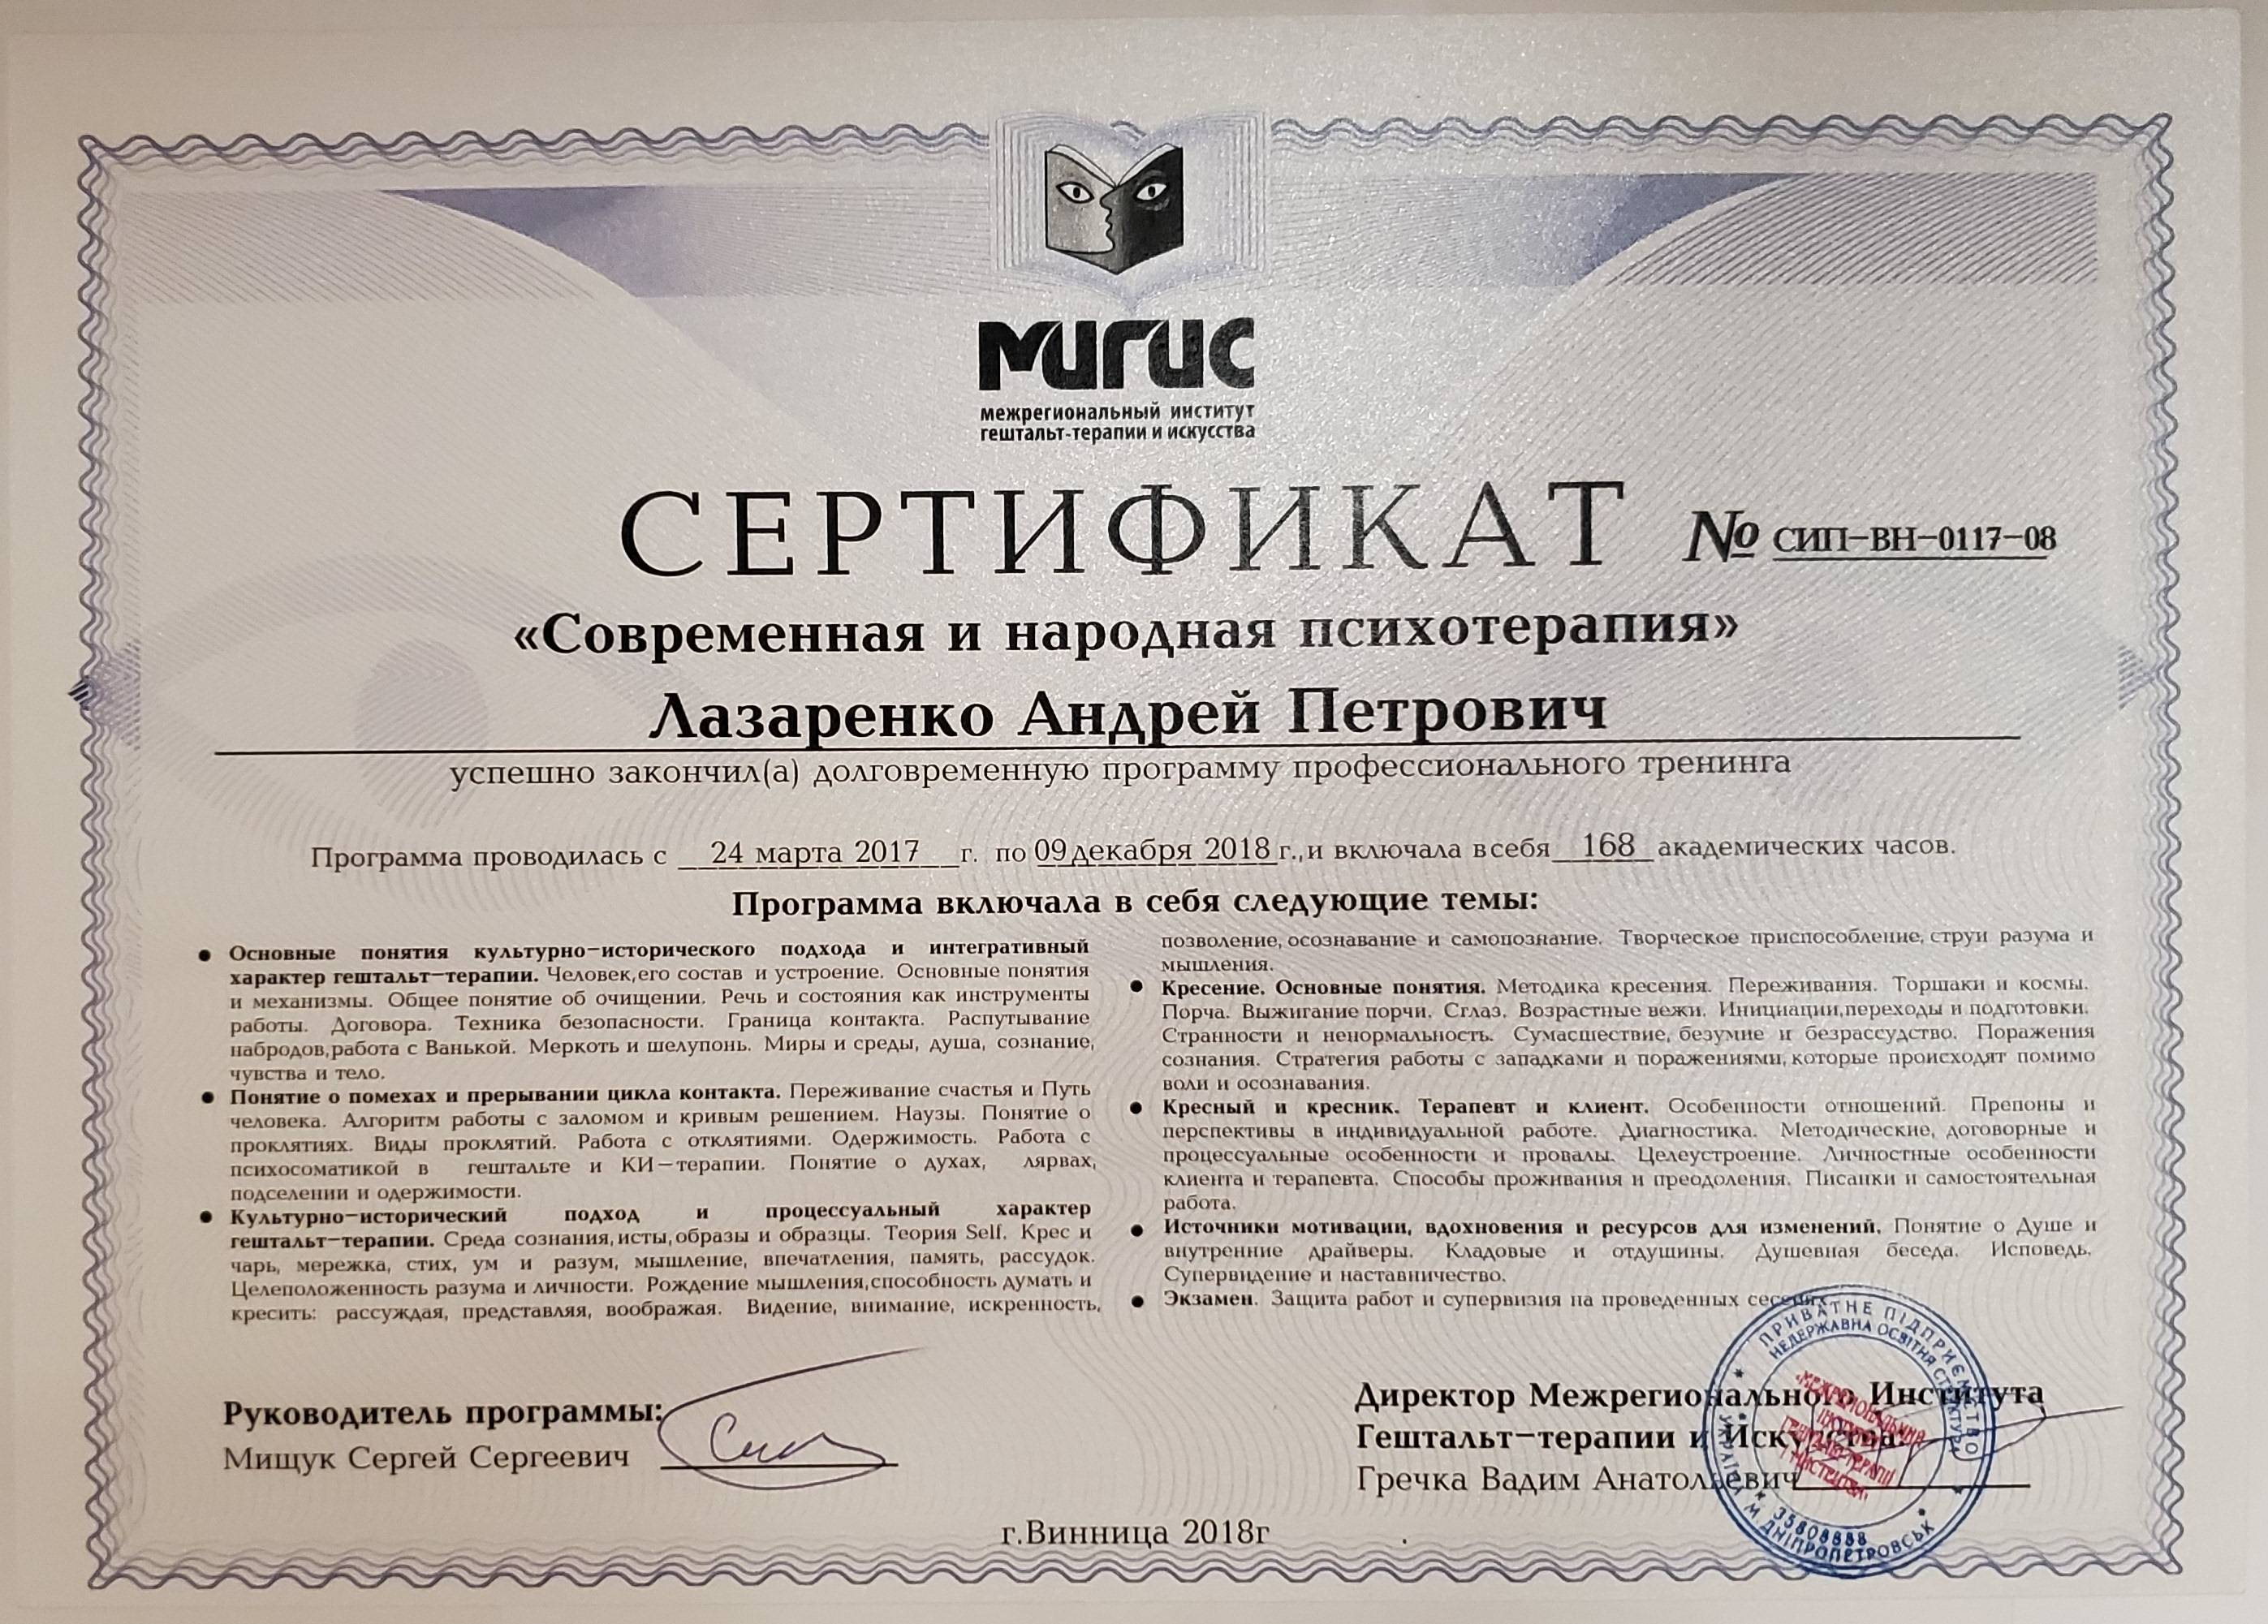 МИГИС
межрегиональный институт
гештальт-терапии и искусства
СЕРТИФИКАТ № СИП-ВН-0117-08
«Современная и народная психотерапия»
Лазаренко Андрей Петрович
успешно закончил(а) долговременную программу профессионального тренинга
Программа проводилась с 24 марта 2017 г. по 09 декабря 2018 г., и включала в себя 168 академических часов.
Программа включала в себя следующие темы:
● Основные понятия культурно-исторического подхода и интегративный
характер гештальт-терапии. Человек, его состав и устроение. Основные понятия
и механизмы. Общее понятие об очищении. Речь и состояния как инструменты
работы. Договора. Техника безопасности. Граница контакта. Распутывание
набродов, работа с Ванькой. Меркоть и шелупонь. Миры и среды, душа, сознание,
чувства и тело.
● Понятие о помехах и прерывании цикла контакта. Переживание счастья и Путь
человека. Алгоритм работы с заломом и кривым решением. Наузы. Понятие о
проклятиях. Виды проклятий. Работа с отклятиями. Одержимость. Работа с
психосоматикой в гештальте и КИ-терапии. Понятие о духах, лярвах,
подселении и одержимости.
● Культурно-исторический подход и процессуальный характер
гештальт-терапии. Среда сознания, исты, образы и образцы. Теория Self. Крес и
чарь, мережка, стих, ум и разум, мышление, впечатления, память, рассудок.
Целеположенность разума и личности. Рождение мышления, способность думать и
кресить: рассуждая, представляя, воображая. Видение, внимание, искренность,
позволение, осознавание и самопознание. Творческое приспособление, струи разума и
мышления.
● Кресение. Основные понятия. Методика кресения. Переживания. Торшаки и космы.
Порча. Выжигание порчи. Сглаз. Возрастные вежи. Инициации, переходы и подготовки.
Странности и ненормальность. Сумасшествие, безумие и безрассудство. Поражения
сознания. Стратегия работы с западками и поражениями, которые происходят помимо
воли и осознавания.
● Кресный и кресник. Терапевт и клиент. Особенности отношений. Препоны и
перспективы в индивидуальной работе. Диагностика. Методические, договорные и
процессуальные особенности и провалы. Целеустроение. Личностные особенности
клиента и терапевта. Способы проживания и преодоления. Писанки и самостоятельная
работа.
● Источники мотивации, вдохновения и ресурсов для изменений. Понятие о Душе и
внутренние драйверы. Кладовые и отдушины. Душевная беседа. Исповедь.
Супервидение и наставничество.
● Экзамен. Защита работ и супервизия на проведенных сессиях
Руководитель программы:
Мищук Сергей Сергеевич
Директор Межрегионального Института
Гештальт-терапии и Искусства:
Гречка Вадим Анатольевич
ПРИВАТНЕ ПІДПРИЄМСТВО
НЕДЕРЖАВНА ОСВІТНЯ СТРУКТУРА
«МЕЖРЕГІОНАЛЬНИЙ
ІНСТИТУТ
ГЕШТАЛЬТ-ТЕРАПІЇ
І МИСТЕЦТВА»
35808888
УКРАЇНА М. ДНІПРОПЕТРОВСЬК
г.Винница 2018г